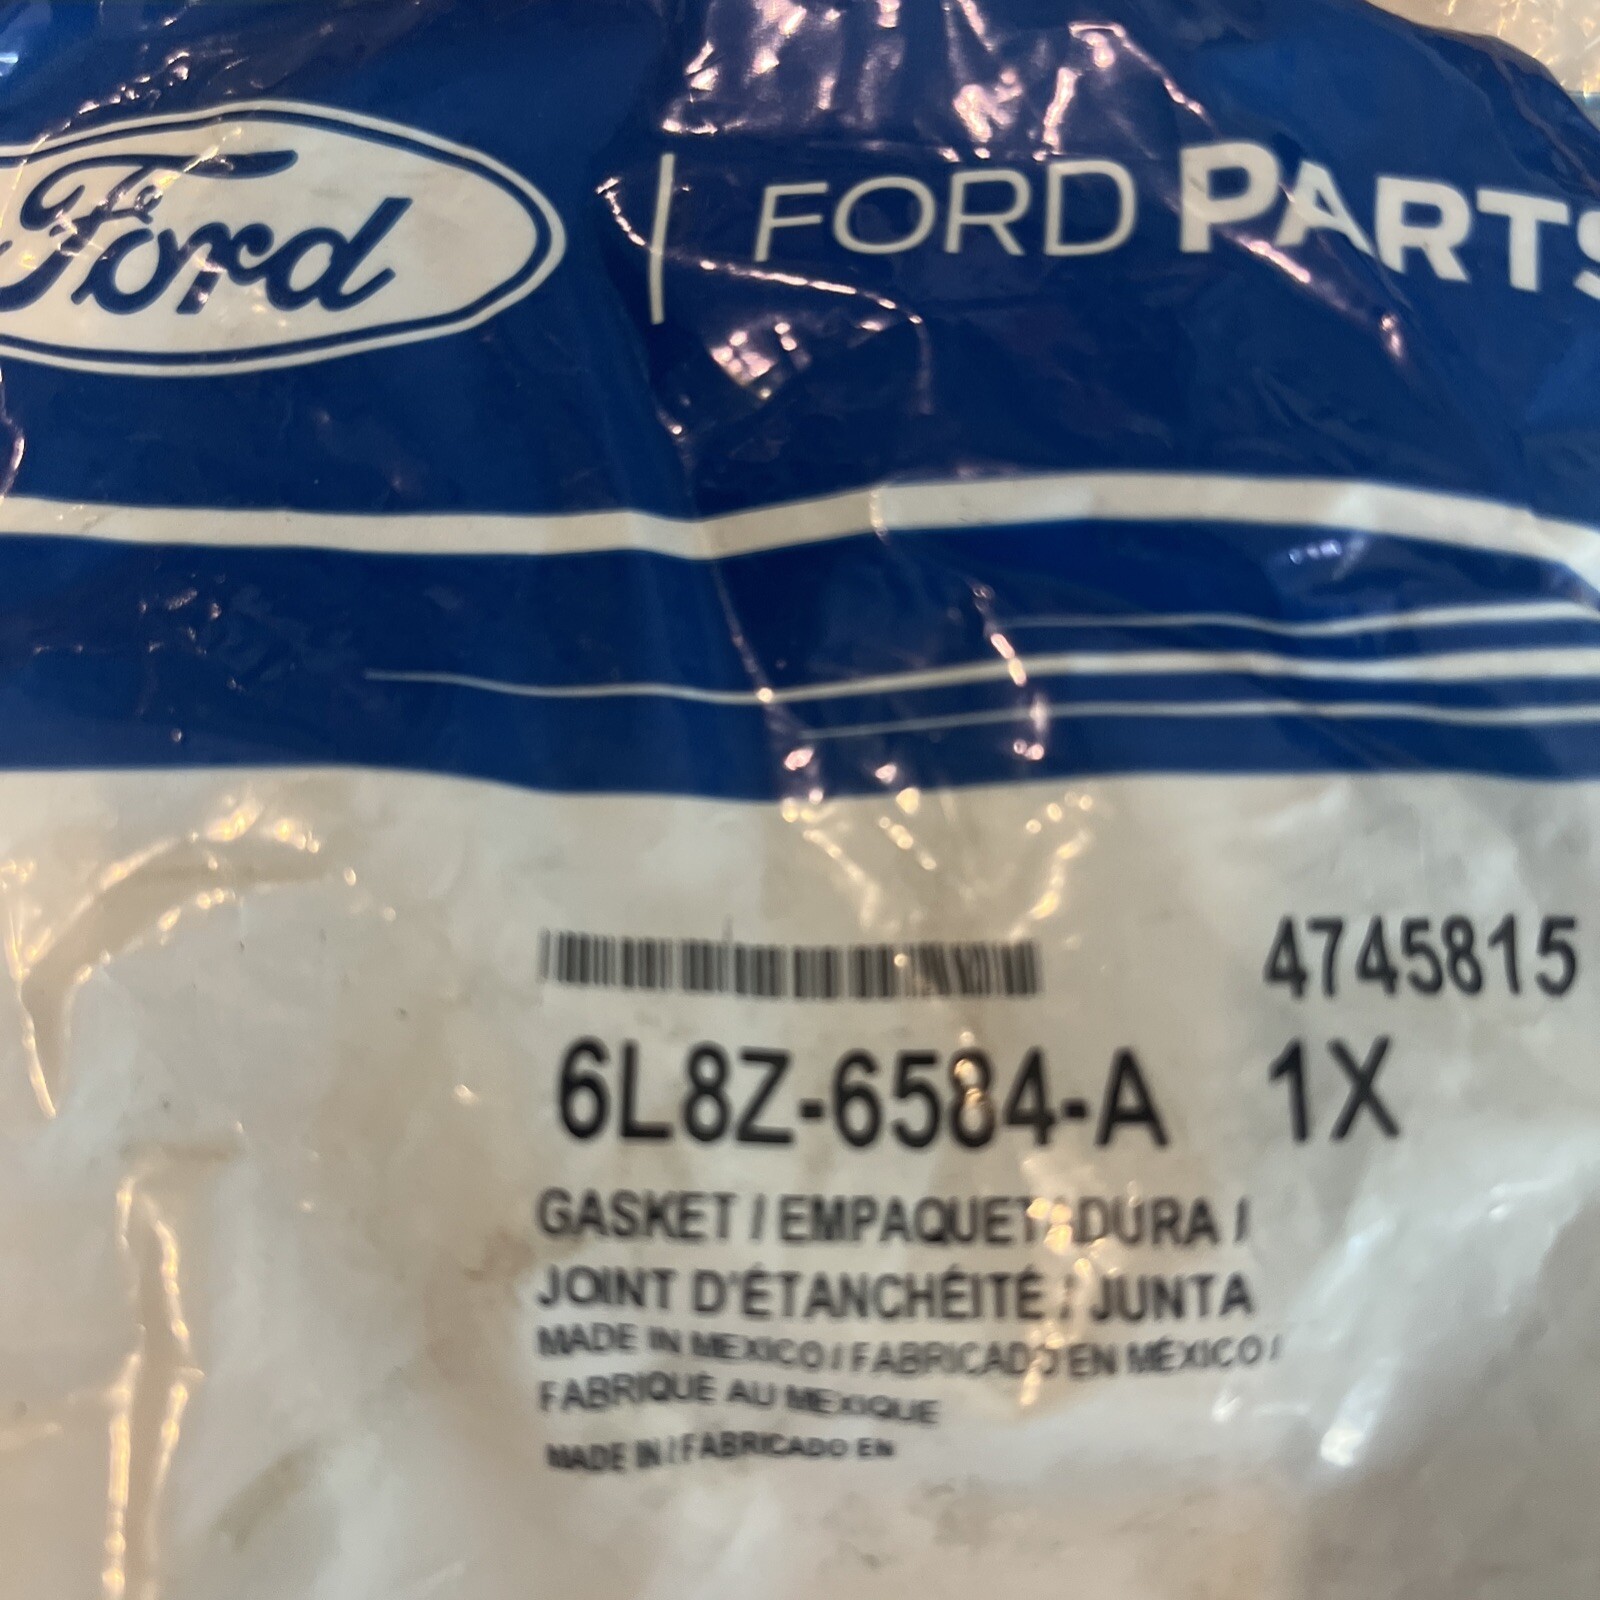 Ford | FORD PARTS
4745815
6L8Z-6584-A 1X
GASKET / EMPAQUETADURA /
JOINT D'ÉTANCHÉITÉ / JUNTA
MADE IN MEXICO / FABRICADO EN MÉXICO /
FABRIQUÉ AU MEXIQUE
MADE IN / FABRICADO EN